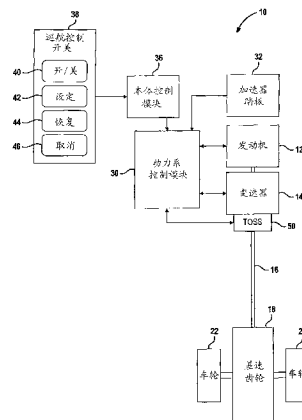 38
10
巡航控制
开关
40
开/关
42
设定
44
恢复
46
取消
36
本体控制
模块
32
加速器
踏板
30
动力系
控制模块
发动机
12
变速器
14
TOSS
50
16
18
22
车轮
差速
齿轮
车轮